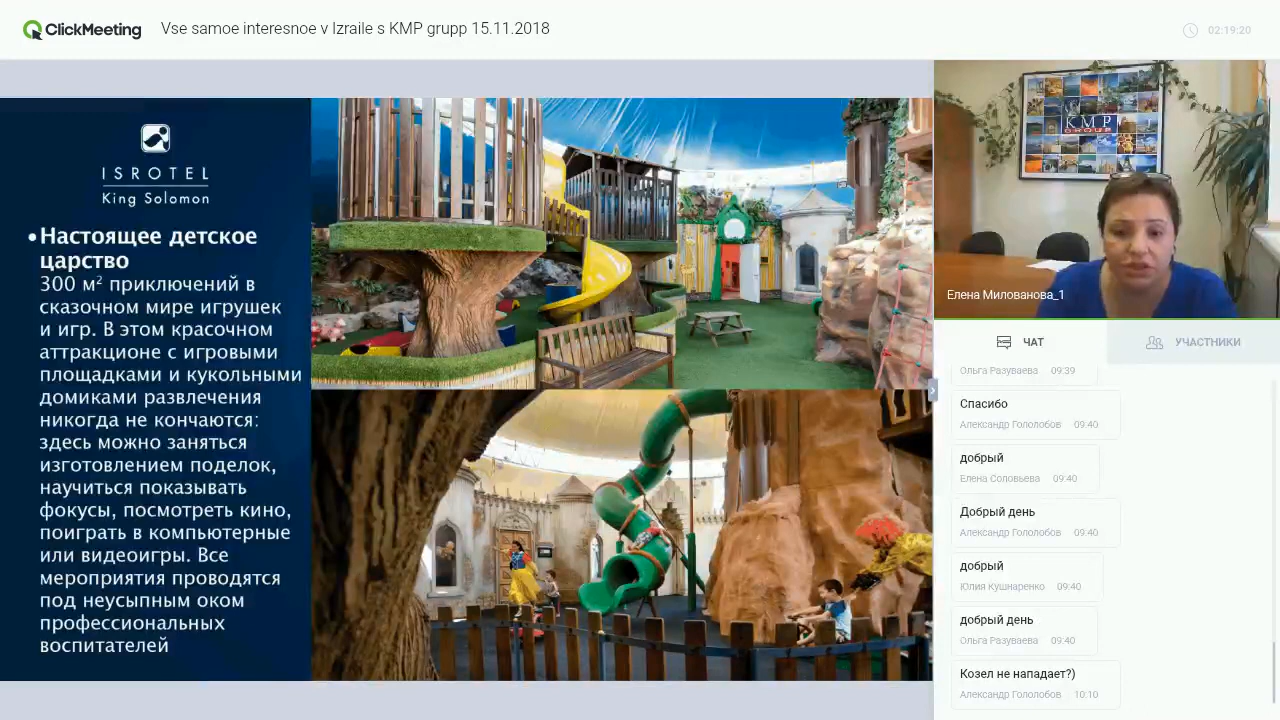 ClickMeeting
Vse samoe interesnoe v Izraile s KMP grupp 15.11.2018
02:19:20
ISROTEL
King Solomon
•Настоящее детское
царство
300 м² приключений в
сказочном мире игрушек
и игр. В этом красочном
аттракционе с игровыми
площадками и кукольными
домиками развлечения
никогда не кончаются:
здесь можно заняться
изготовлением поделок,
научиться показывать
фокусы, посмотреть кино,
поиграть в компьютерные
или видеоигры. Все
мероприятия проводятся
под неусыпным оком
профессиональных
воспитателей
KMP
GROUP
Елена Милованова_1
ЧАТ
УЧАСТНИКИ
Ольга Разуваева 09:39
Спасибо
Александр Гололобов 09:40
добрый
Елена Соловьева 09:40
Добрый день
Александр Гололобов 09:40
добрый
Юлия Кушнаренко 09:40
добрый день
Ольга Разуваева 09:40
Козел не нападает?)
Александр Гололобов 10:10